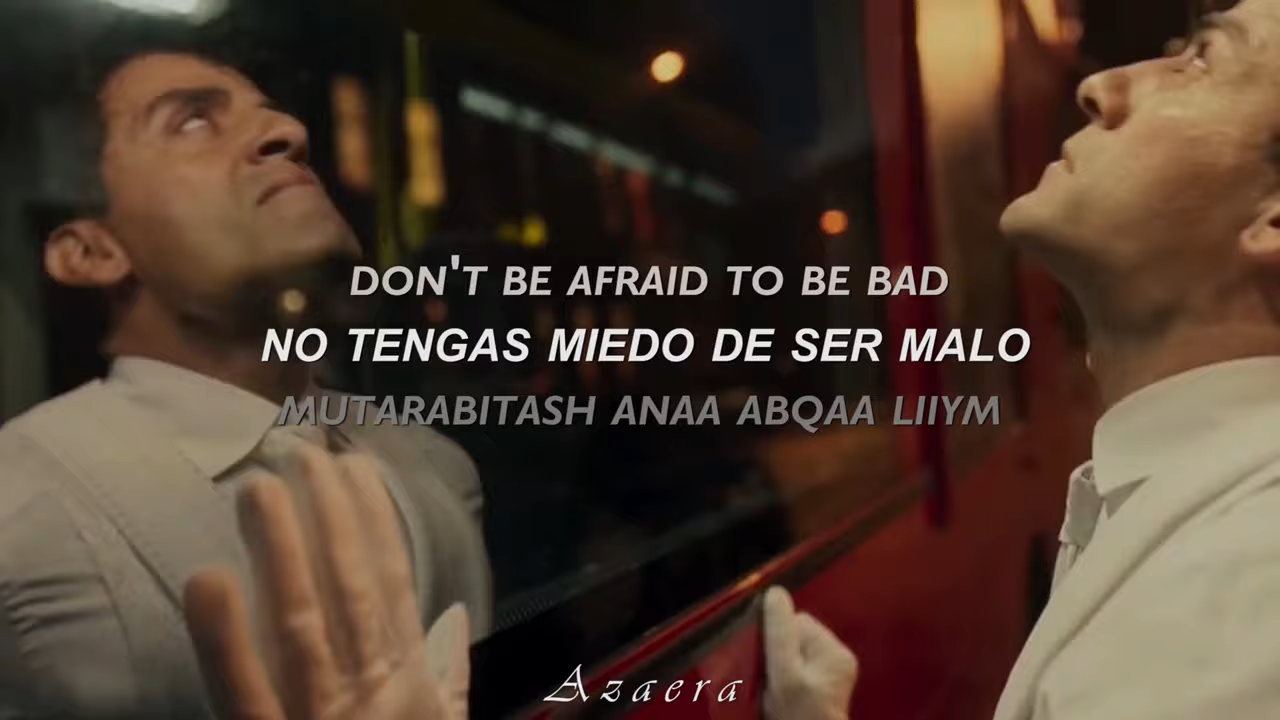 DON'T BE AFRAID TO BE BAD
NO TENGAS MIEDO DE SER MALO
MUTARABITASH ANAA ABQAA LIIYM
Azaera